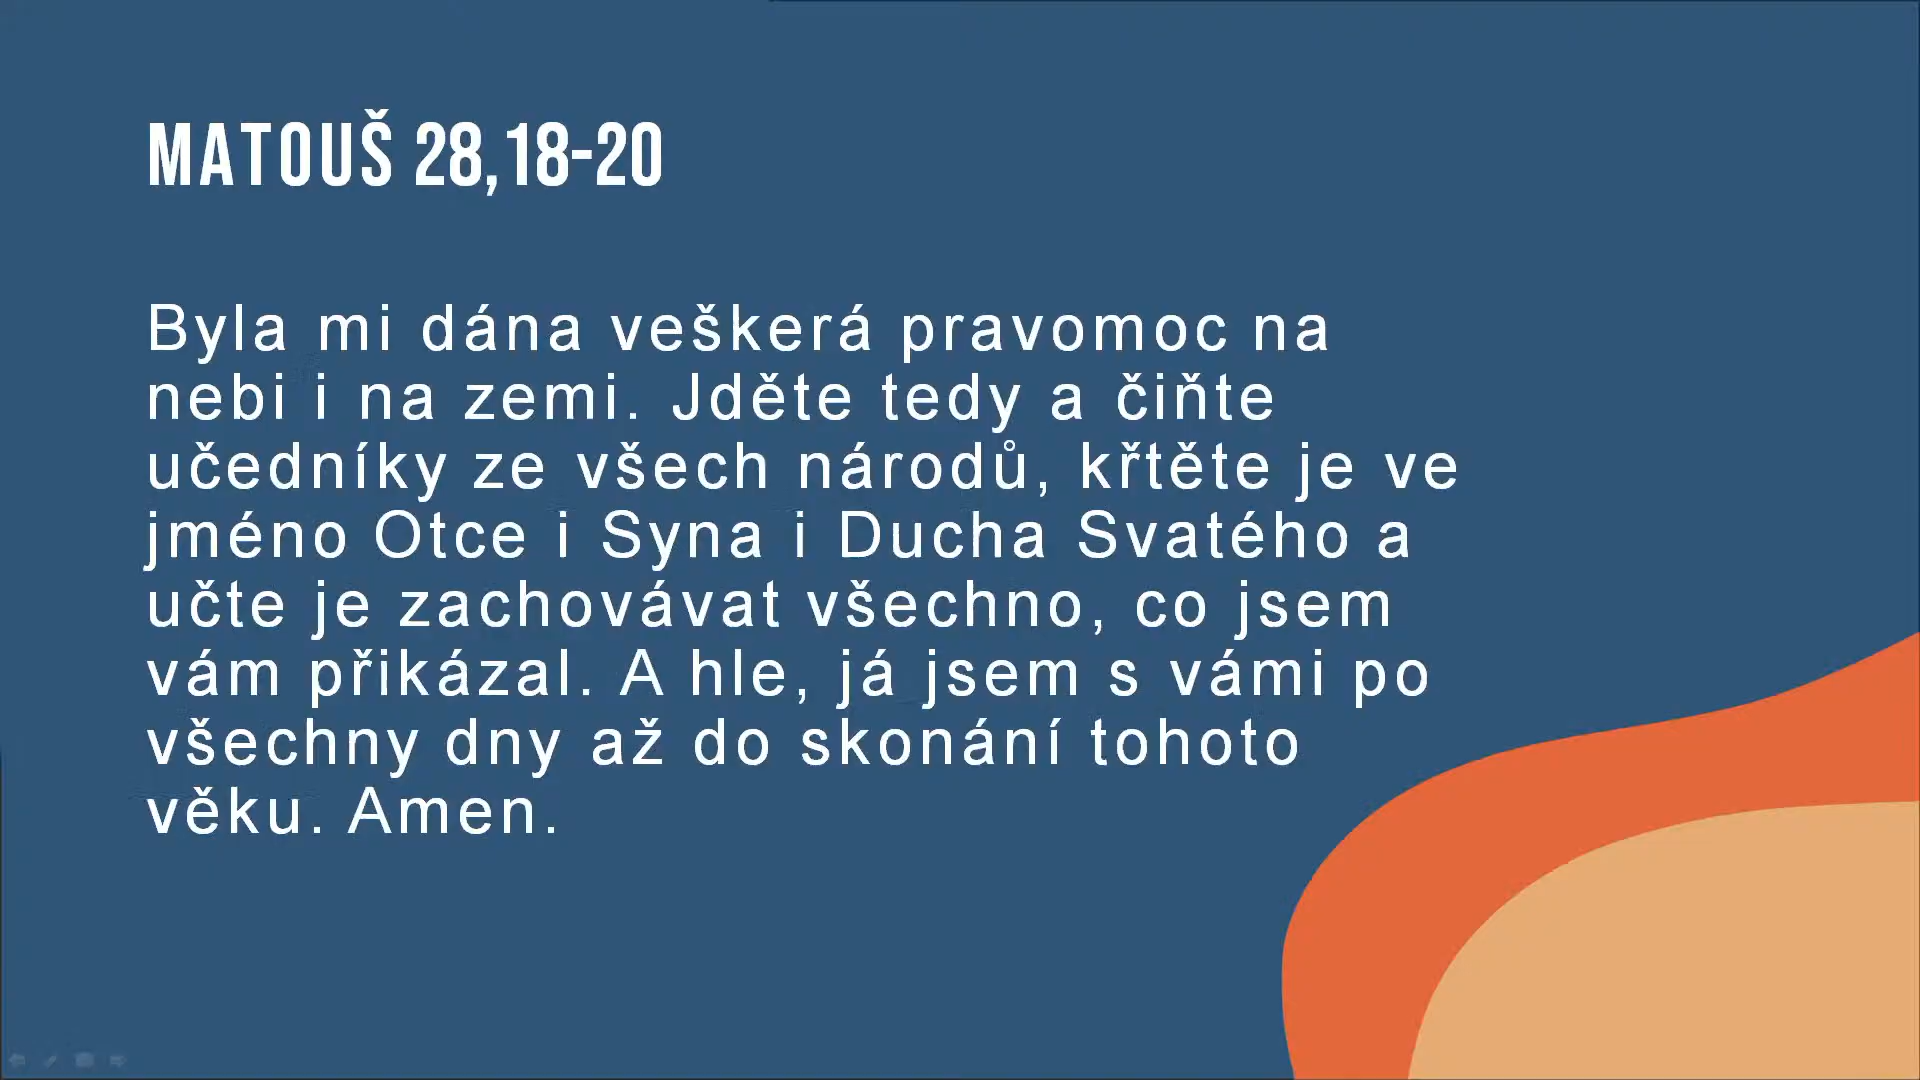 MATOUŠ 28,18-20
Byla mi dána veškerá pravomoc na
nebi i na zemi. Jděte tedy a čiňte
učedníky ze všech národů, křtěte je ve
jméno Otce i Syna i Ducha Svatého a
učte je zachovávat všechno, co jsem
vám přikázal. A hle, já jsem s vámi po
všechny dny až do skonání tohoto
věku. Amen.